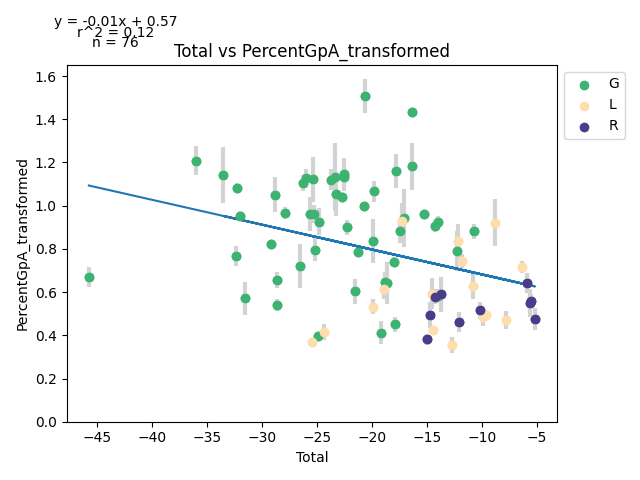 y = -0.01x + 0.57
r^2 = 0.12
n = 76
Total vs PercentGpA_transformed
PercentGpA_transformed
1.6
1.4
1.2
1.0
0.8
0.6
0.4
0.2
0.0
−45 −40 −35 −30 −25 −20 −15 −10 −5
Total
G
L
R